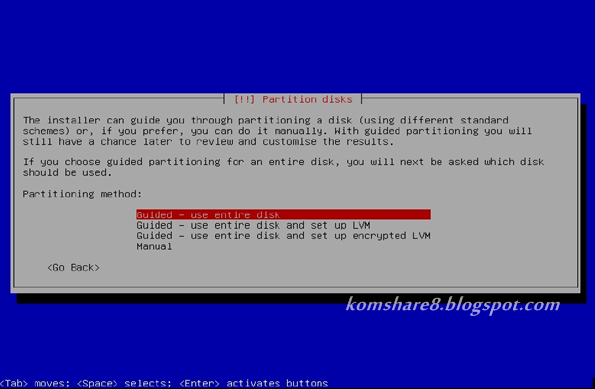 [!!] Partition disks
The installer can guide you through partitioning a disk (using different standard
schemes) or, if you prefer, you can do it manually. With guided partitioning you will
still have a chance later to review and customise the results.
If you choose guided partitioning for an entire disk, you will next be asked which disk
should be used.
Partitioning method:
Guided - use entire disk
Guided - use entire disk and set up LVM
Guided - use entire disk and set up encrypted LVM
Manual
<Go Back>
komshare8.blogspot.com
<Tab> moves; <Space> selects; <Enter> activates buttons